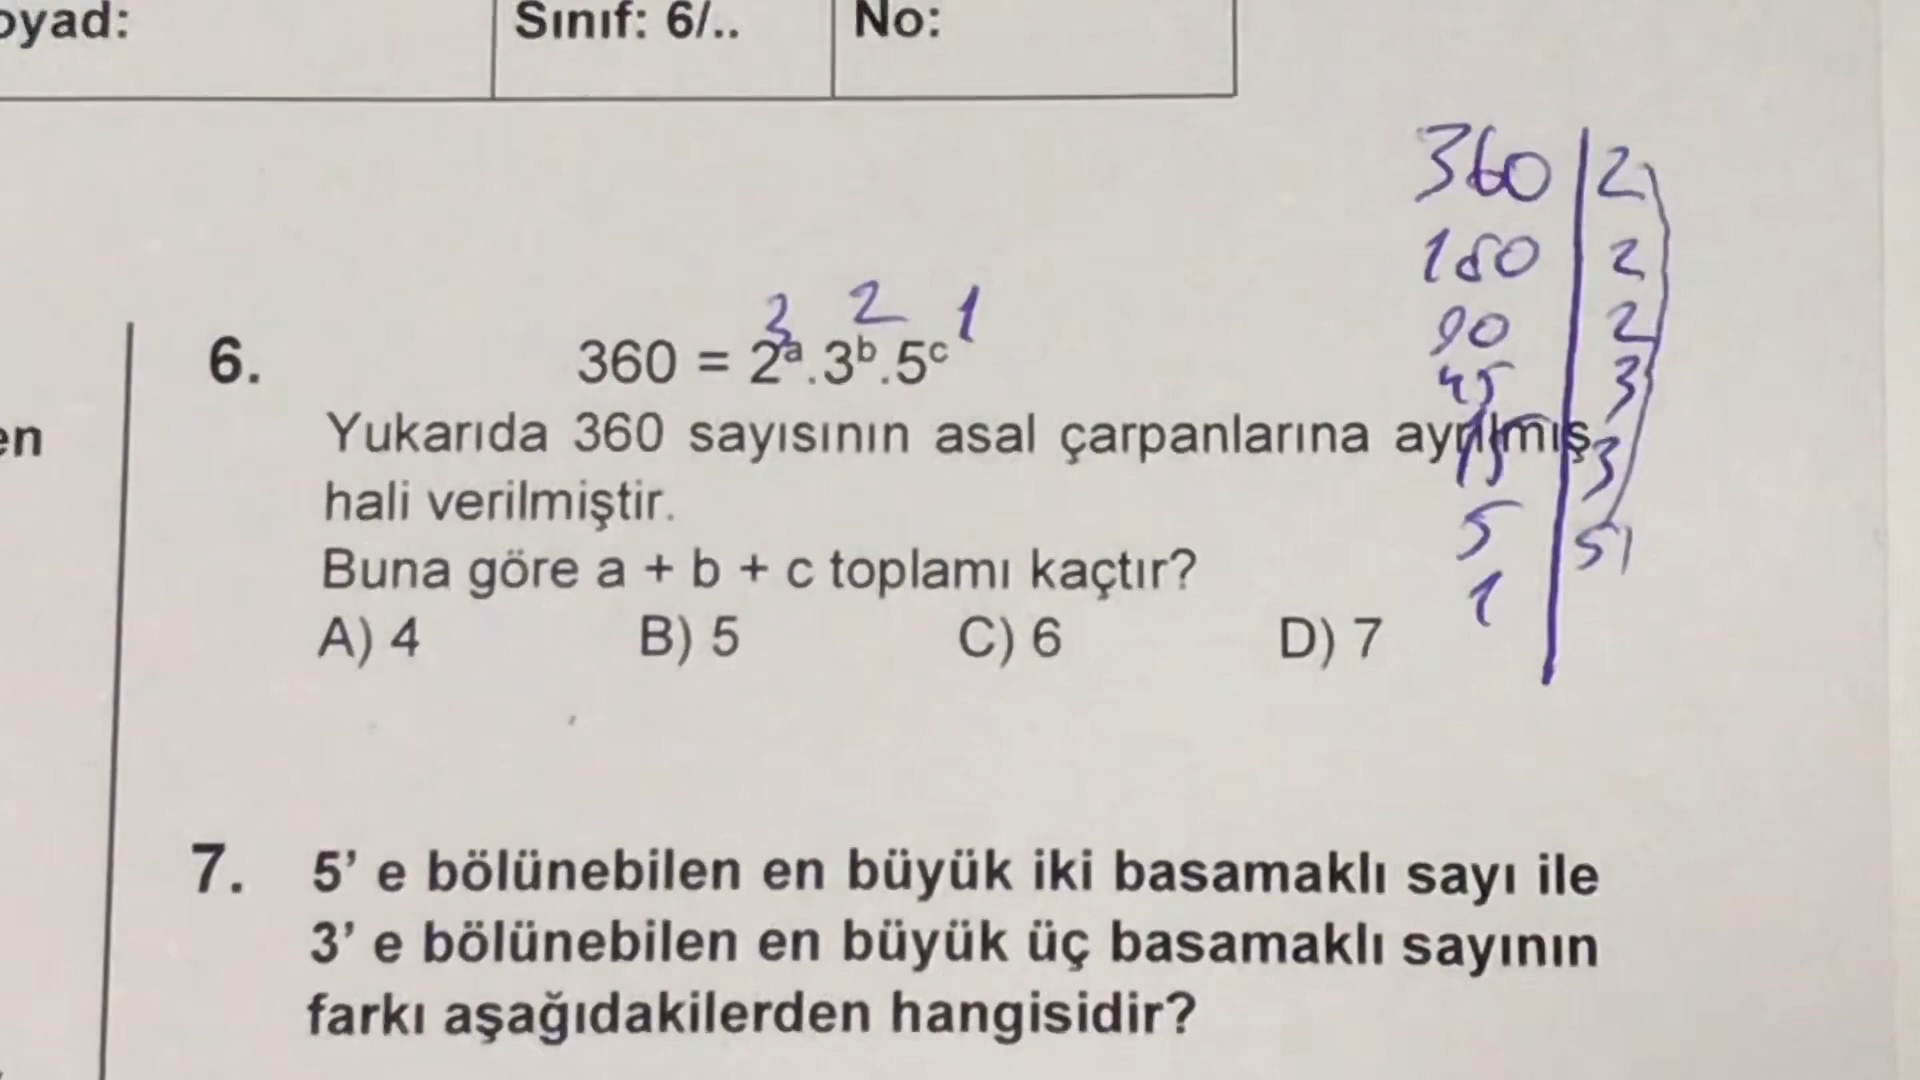 oyad: Sınıf: 6/.. No:
360 2
180 2
90 2
45 3
15 3
5 5
1
3 2 1
6. 360 = 2ᵃ.3ᵇ.5ᶜ
en
Yukarıda 360 sayısının asal çarpanlarına ayrılmış
hali verilmiştir.
Buna göre a + b + c toplamı kaçtır?
A) 4 B) 5 C) 6 D) 7
7. 5' e bölünebilen en büyük iki basamaklı sayı ile
3' e bölünebilen en büyük üç basamaklı sayının
farkı aşağıdakilerden hangisidir?